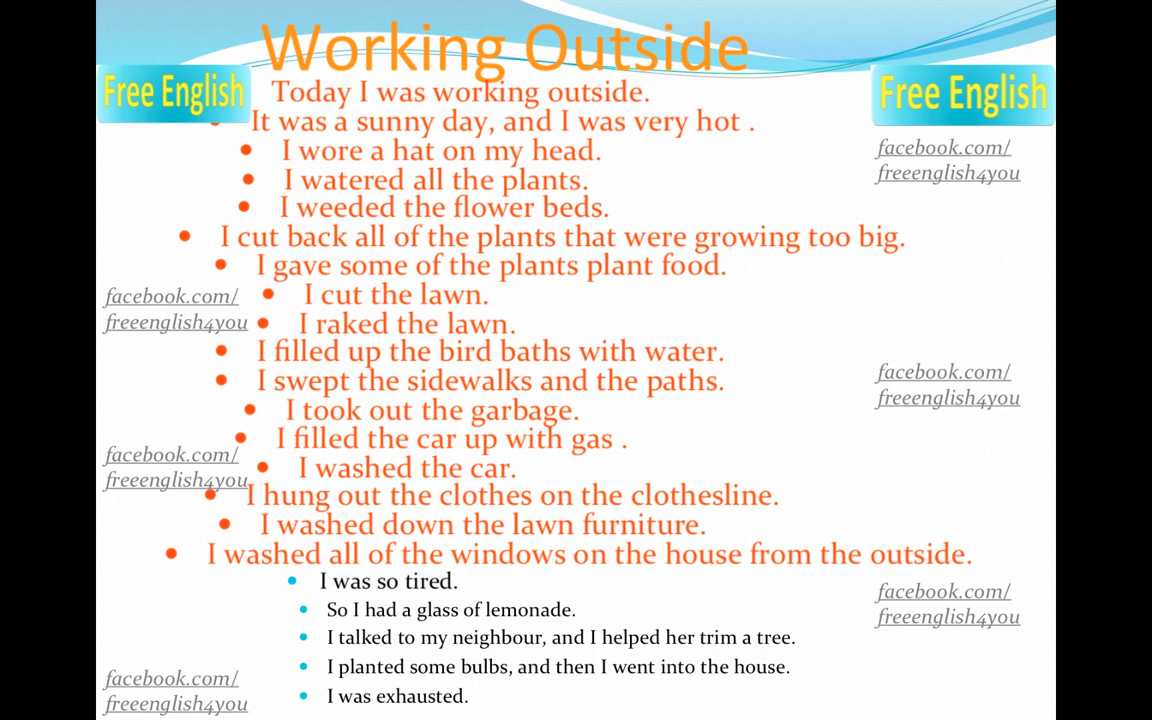 Working Outside
Free English
Free English
Today I was working outside.
It was a sunny day, and I was very hot .
facebook.com/
freeenglish4you
I wore a hat on my head.
I watered all the plants.
I weeded the flower beds.
I cut back all of the plants that were growing too big.
I gave some of the plants plant food.
facebook.com/
freeenglish4you
I cut the lawn.
I raked the lawn.
I filled up the bird baths with water.
I swept the sidewalks and the paths.
facebook.com/
freeenglish4you
I took out the garbage.
I filled the car up with gas .
facebook.com/
freeenglish4you
I washed the car.
I hung out the clothes on the clothesline.
I washed down the lawn furniture.
I washed all of the windows on the house from the outside.
I was so tired.
So I had a glass of lemonade.
facebook.com/
freeenglish4you
I talked to my neighbour, and I helped her trim a tree.
I planted some bulbs, and then I went into the house.
facebook.com/
freeenglish4you
I was exhausted.